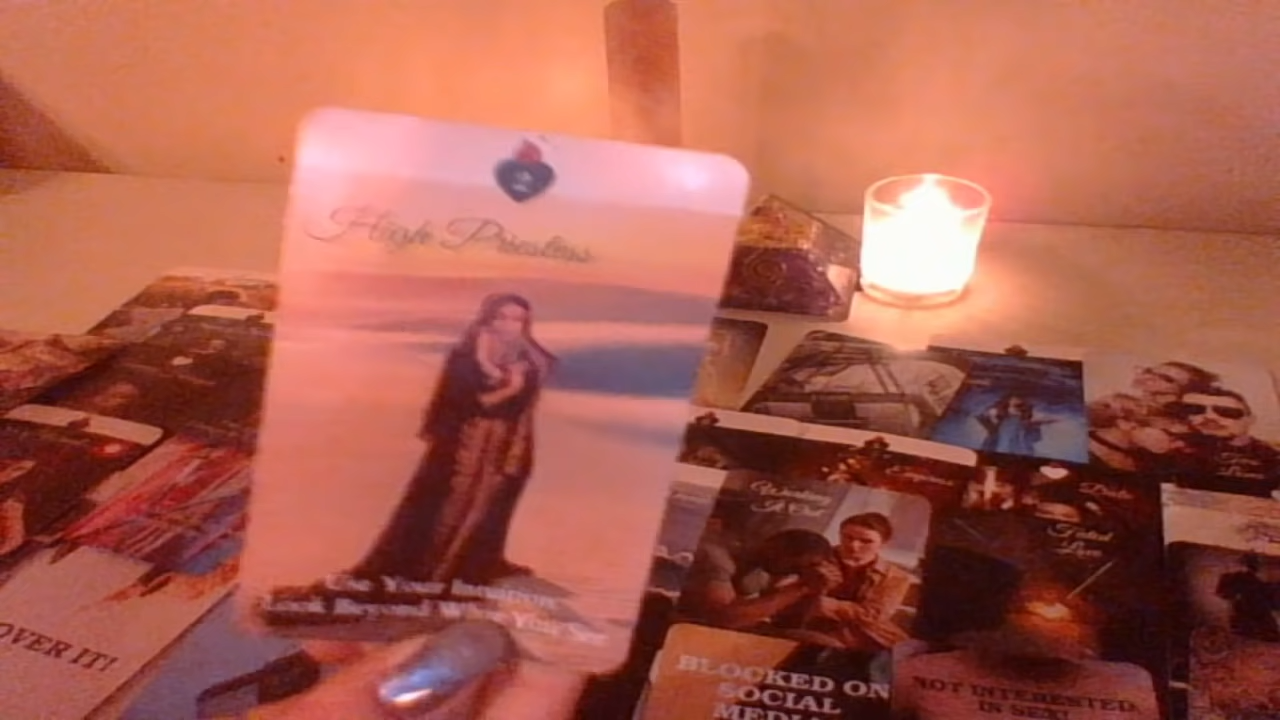 2
High Priestess
Use Your Intuition
Look Beyond What You See
Fated
Love
OVER IT!
BLOCKED ON
SOCIAL
MEDIA
NOT INTERESTED
IN SEX!